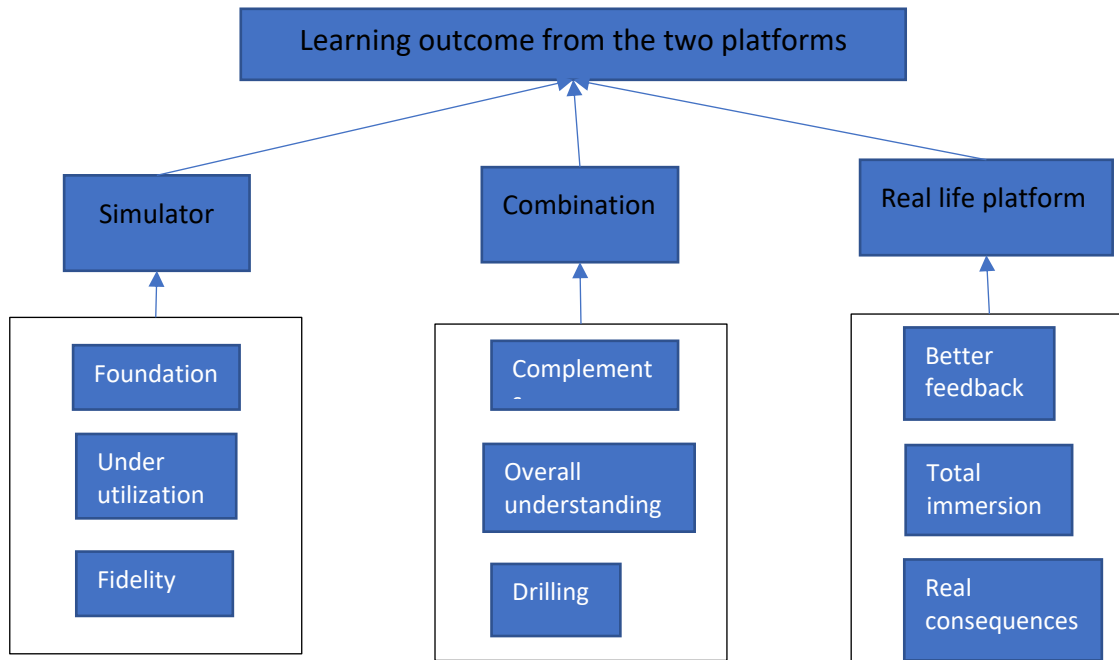 Learning outcome from the two platforms
Simulator
Combination
Real life platform
Foundation
Under
utilization
Fidelity
Complement
Overall
understanding
Drilling
Better
feedback
Total
immersion
Real
consequences